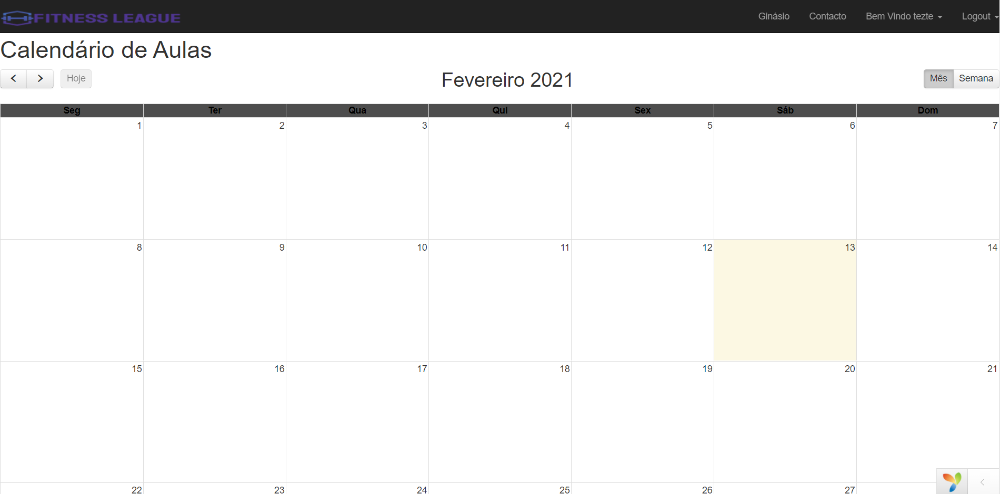 FITNESS LEAGUE Ginásio Contacto Bem Vindo tezte Logout
Calendário de Aulas
Hoje Fevereiro 2021 Mês Semana
Seg Ter Qua Qui Sex Sáb Dom
1 2 3 4 5 6 7
8 9 10 11 12 13 14
15 16 17 18 19 20 21
22 23 24 25 26 27